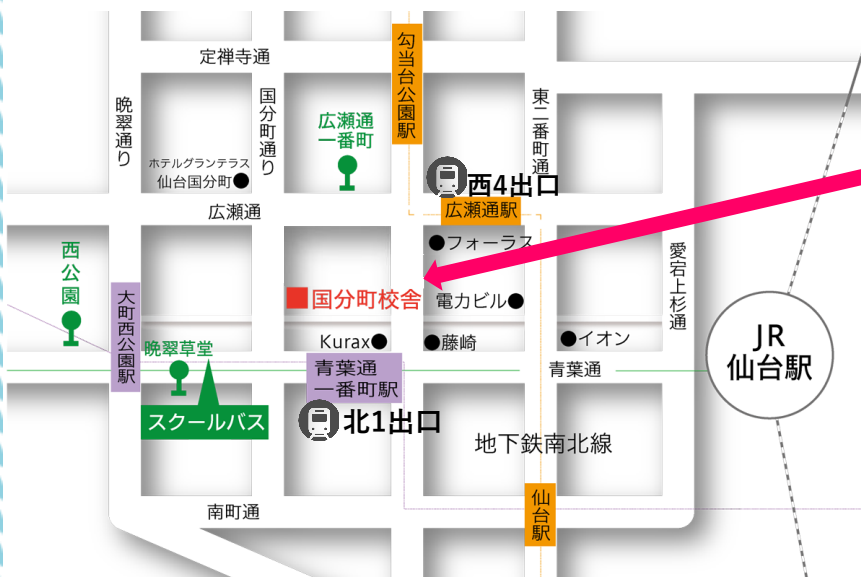 定禅寺通
勾当台公園駅
晩翠通り
国分町通り
東二番町通
広瀬通
一番町
ホテルグランテラス
仙台国分町
西4出口
広瀬通
広瀬通駅
フォーラス
西公園
愛宕上杉通
大町西公園駅
国分町校舎
電力ビル
Kurax
藤崎
イオン
JR
仙台駅
晩翠草堂
青葉通
一番町駅
青葉通
スクールバス
北1出口
地下鉄南北線
仙台駅
南町通